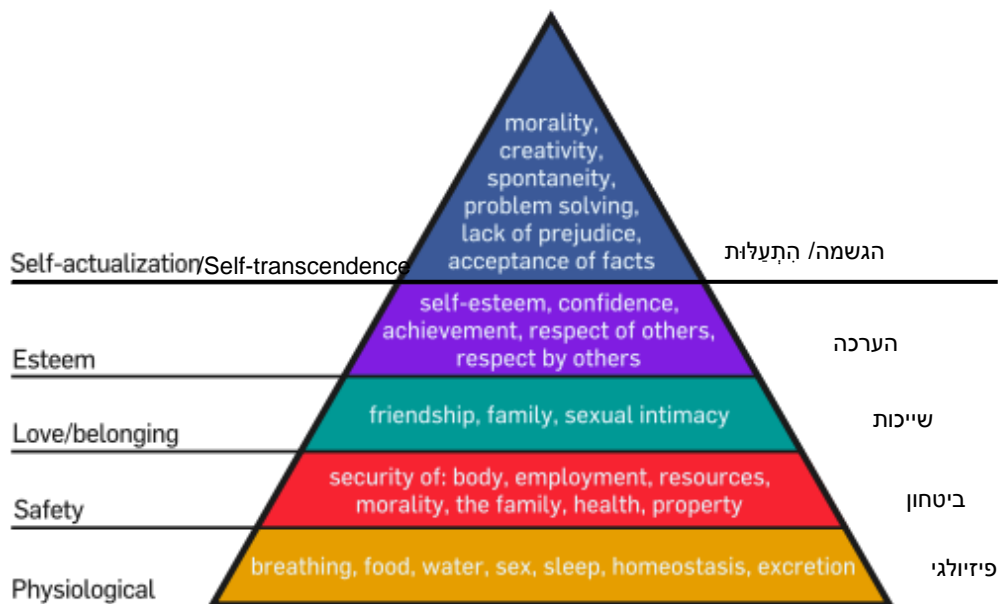 morality,
creativity,
spontaneity,
problem solving,
lack of prejudice,
acceptance of facts
Self-actualization/Self-transcendence
הגשמה/ הִתְעַלּוּת
self-esteem, confidence,
achievement, respect of others,
respect by others
Esteem
הערכה
friendship, family, sexual intimacy
Love/belonging
שייכות
security of: body, employment, resources,
morality, the family, health, property
Safety
ביטחון
breathing, food, water, sex, sleep, homeostasis, excretion
Physiological
פיזיולגי